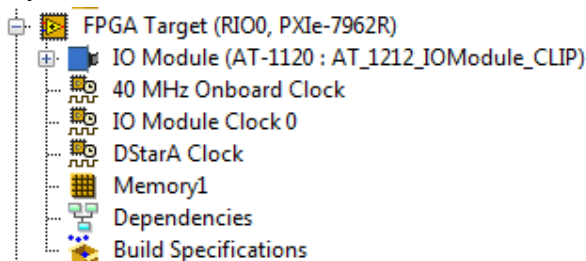 FPGA Target (RIO0, PXIe-7962R)
IO Module (AT-1120 : AT_1212_IOModule_CLIP)
40 MHz Onboard Clock
IO Module Clock 0
DStarA Clock
Memory1
Dependencies
Build Specifications